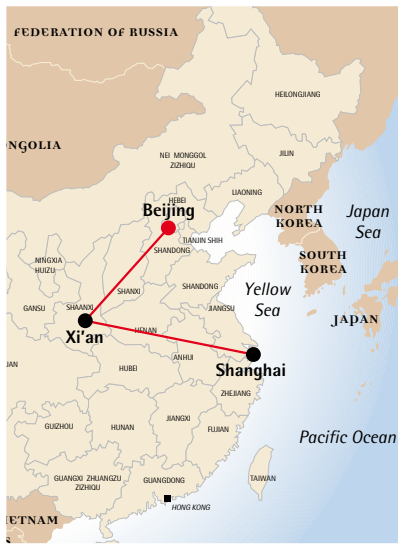 FEDERATION OF RUSSIA
HEILONGJIANG
NGOLIA
JILIN
NEI MONGGOL
ZIZHIQU
LIAONING
HEBEI
Beijing
NORTH
KOREA
Japan
Sea
TIANJIN SHIH
SHANDONG
SOUTH
KOREA
NINGXIA
HUIZU
SHANXI
SHANDONG
Yellow
Sea
GANSU
SHAANXI
JIANGSU
JAPAN
HENAN
Xi'an
UAN
HUBEI
ANHUI
Shanghai
ZHEJIANG
JIANGXI
GUIZHOU
HUNAN
FUJIAN
Pacific Ocean
GUANGXI ZHUANGZU
ZIZHIQU
GUANGDONG
TAIWAN
HONG KONG
IETNAM
S